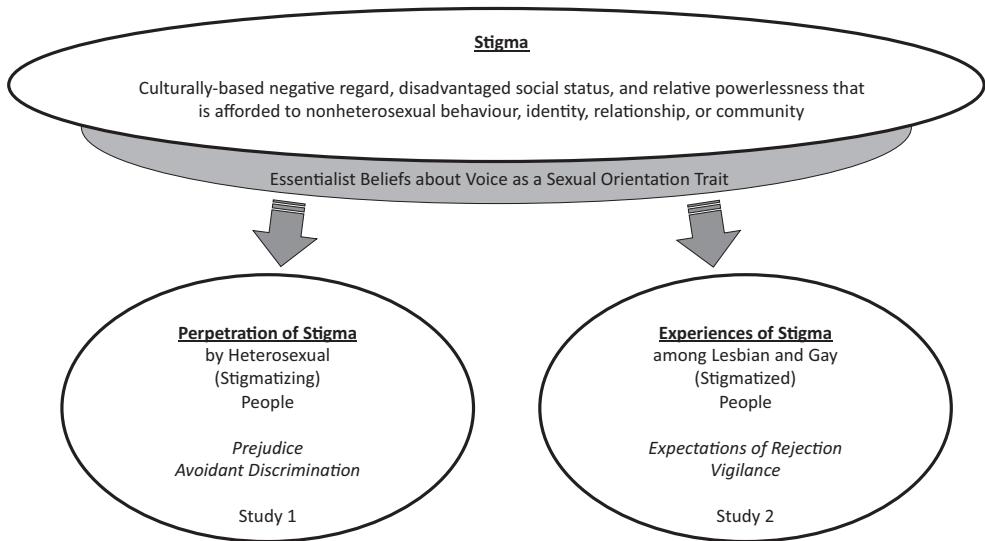 Stigma
Culturally-based negative regard, disadvantaged social status, and relative powerlessness that
is afforded to nonheterosexual behaviour, identity, relationship, or community
Essentialist Beliefs about Voice as a Sexual Orientation Trait
Perpetration of Stigma
by Heterosexual
(Stigmatizing)
People
Prejudice
Avoidant Discrimination
Study 1
Experiences of Stigma
among Lesbian and Gay
(Stigmatized)
People
Expectations of Rejection
Vigilance
Study 2